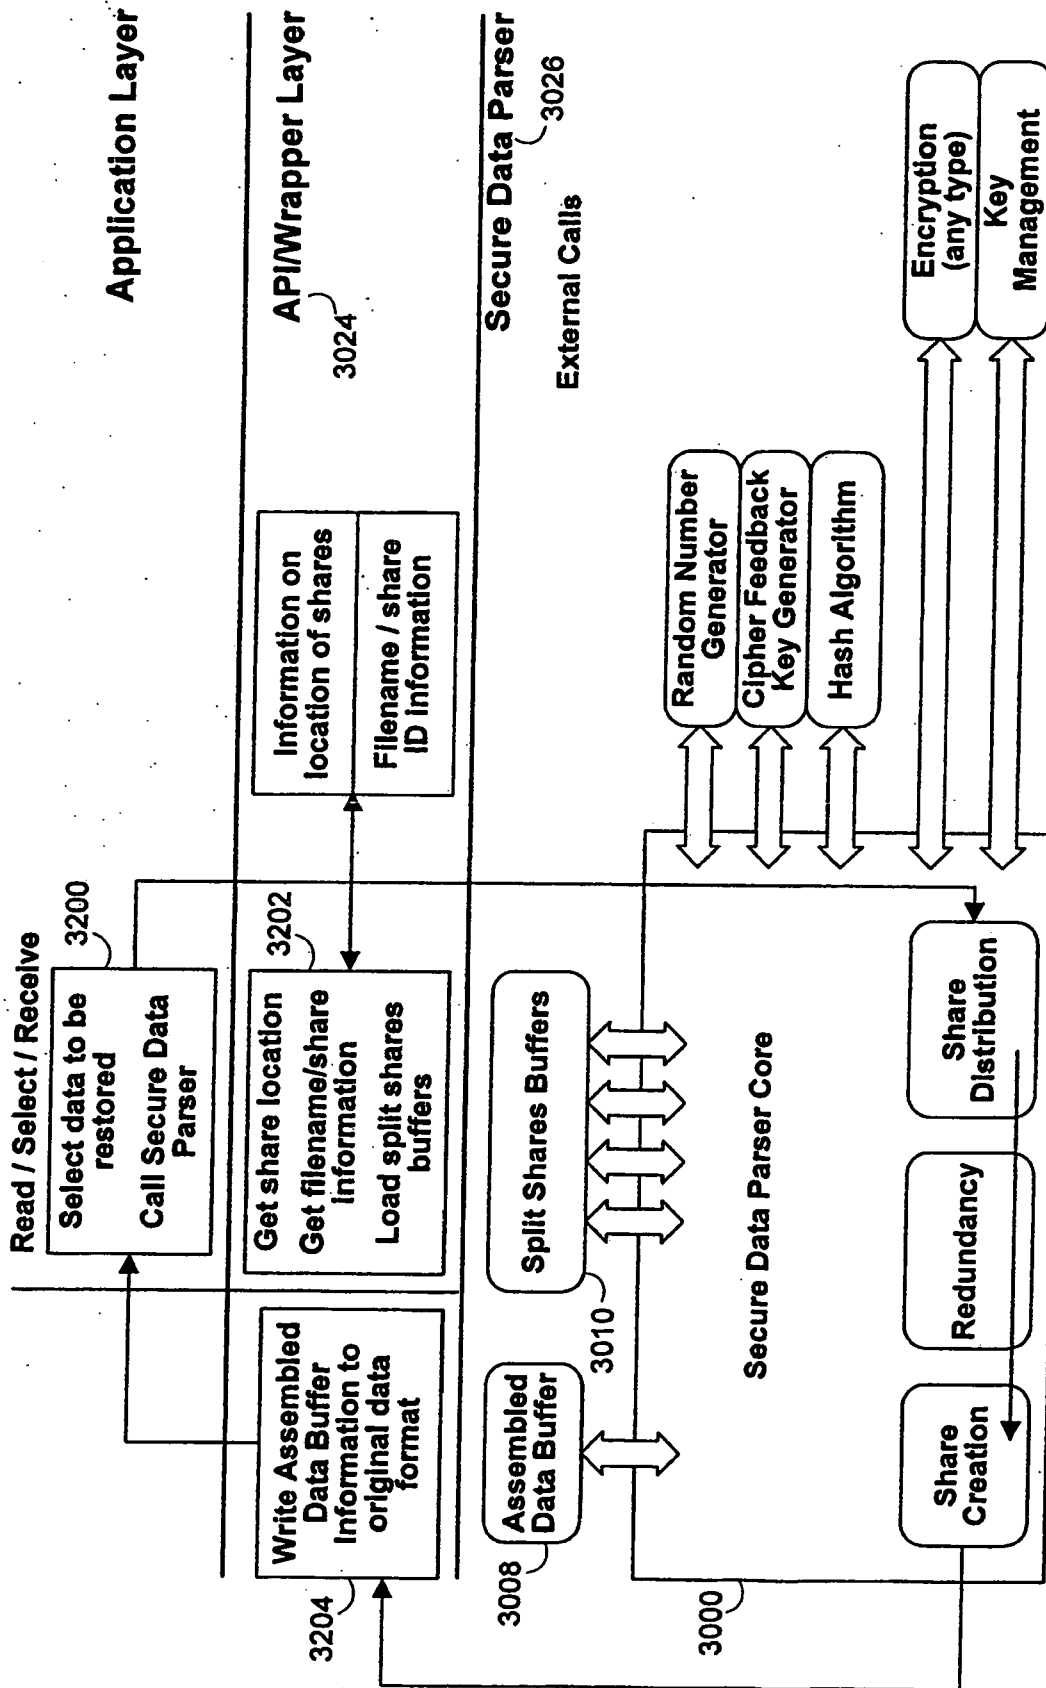 Read / Select / Receive
Application Layer
3200
Select data to be
restored
Call Secure Data
Parser
API/Wrapper Layer
3024
Write Assembled
Data Buffer
Information to
original data
format
3204
3202
Get share location
Get filename/share
information
Load split shares
buffers
Information on
location of shares
Filename / share
ID information
Secure Data Parser
3026
External Calls
Assembled
Data Buffer
3008
Split Shares Buffers
3010
Random Number
Generator
Cipher Feedback
Key Generator
Hash Algorithm
Encryption
(any type)
Key
Management
3000
Secure Data Parser Core
Share
Creation
Redundancy
Share
Distribution